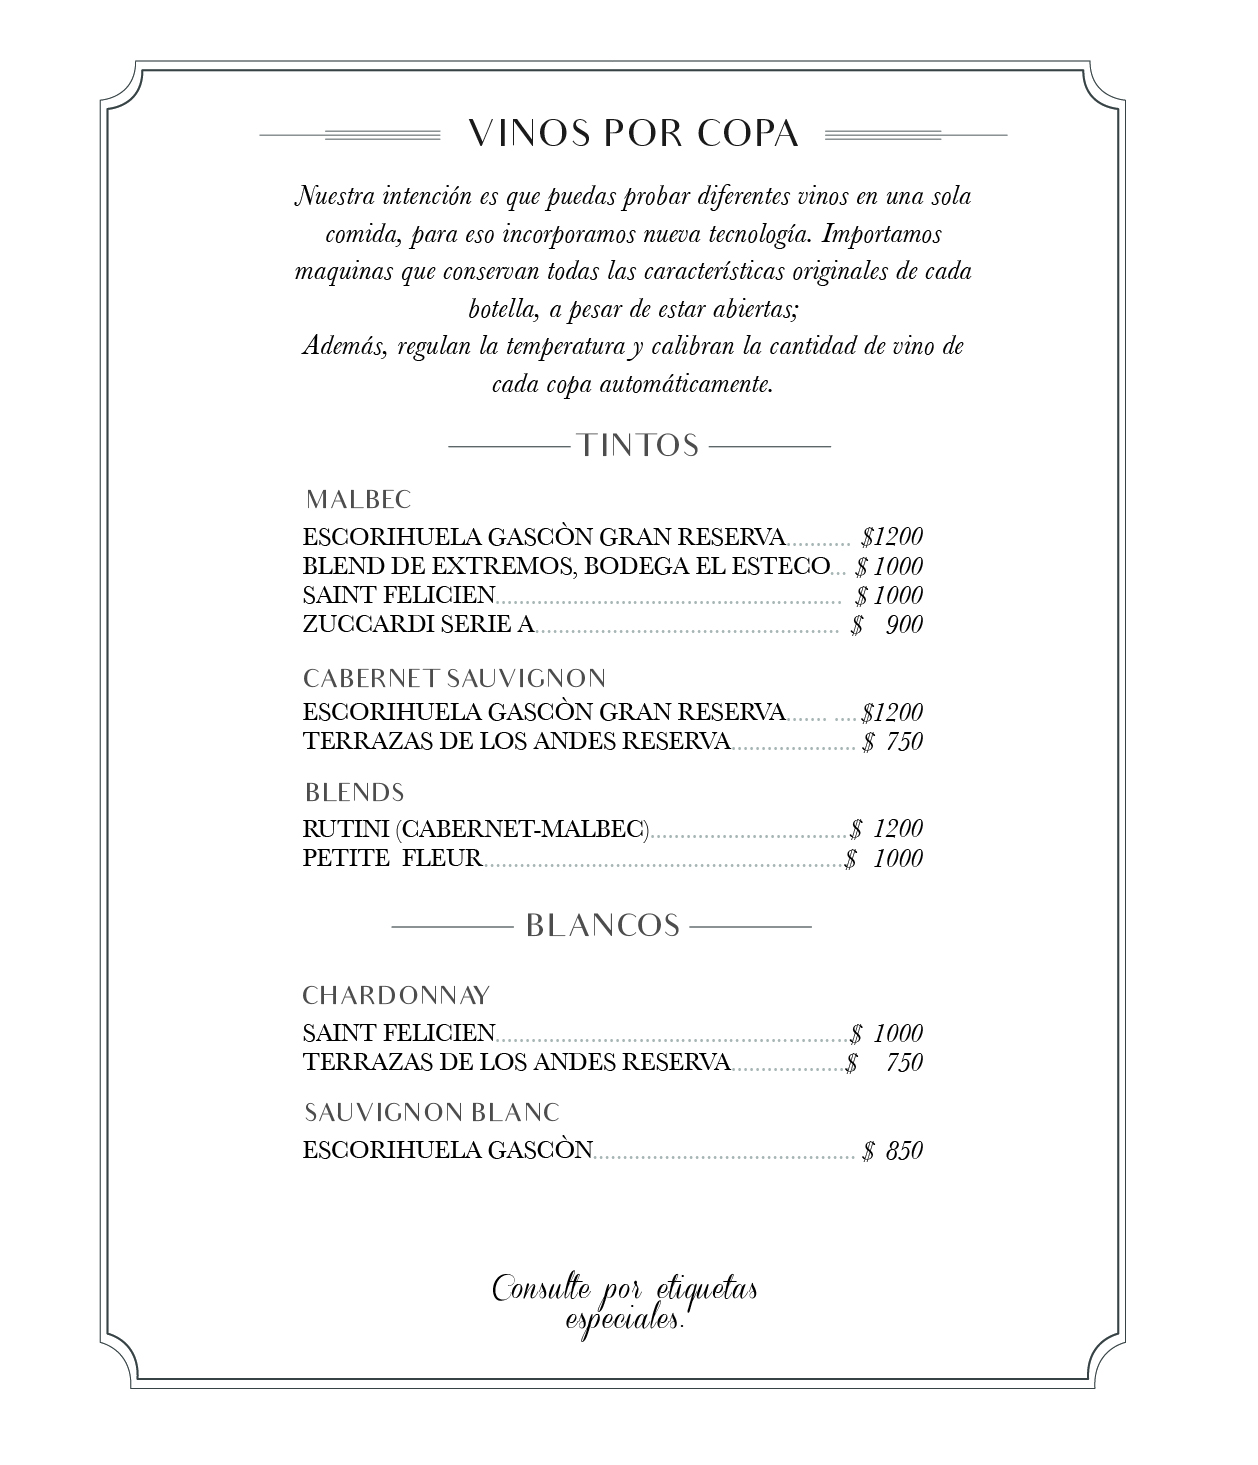 VINOS POR COPA
Nuestra intención es que puedas probar diferentes vinos en una sola
comida, para eso incorporamos nueva tecnología. Importamos
maquinas que conservan todas las características originales de cada
botella, a pesar de estar abiertas;
Además, regulan la temperatura y calibran la cantidad de vino de
cada copa automáticamente.
TINTOS
MALBEC
ESCORIHUELA GASCÒN GRAN RESERVA........... $1200
BLEND DE EXTREMOS, BODEGA EL ESTECO... $ 1000
SAINT FELICIEN........................................................... $ 1000
ZUCCARDI SERIE A.................................................... $ 900
CABERNET SAUVIGNON
ESCORIHUELA GASCÒN GRAN RESERVA....... ....$1200
TERRAZAS DE LOS ANDES RESERVA..................... $ 750
BLENDS
RUTINI (CABERNET-MALBEC)..................................$ 1200
PETITE FLEUR.............................................................$ 1000
BLANCOS
CHARDONNAY
SAINT FELICIEN............................................................$ 1000
TERRAZAS DE LOS ANDES RESERVA...................$ 750
SAUVIGNON BLANC
ESCORIHUELA GASCÒN............................................. $ 850
Consulte por etiquetas
especiales.